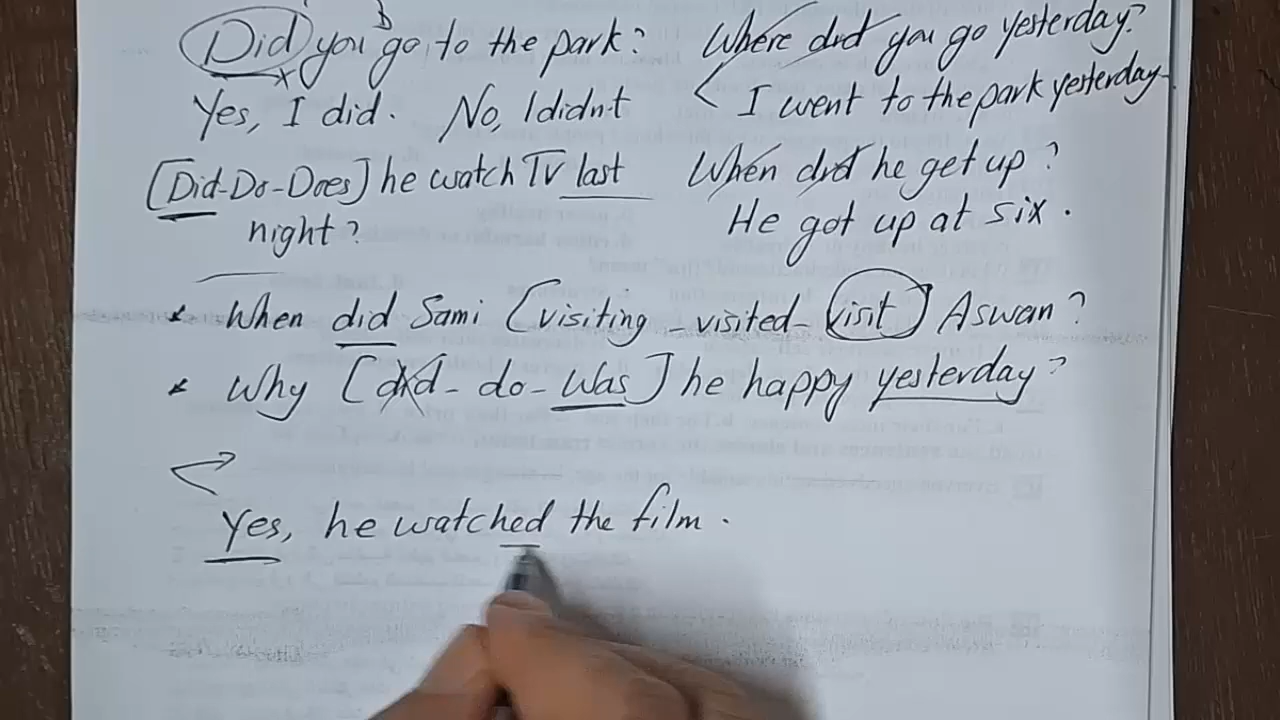 Did you go to the park?
Yes, I did. No, I didn't
[Did-Do-Does] he watch TV last
night?
Where did you go yesterday?
I went to the park yesterday
When did he get up?
He got up at six.
When did Sami [visiting - visited - visit] Aswan?
Why [did - do - was] he happy yesterday?
Yes, he watched the film.